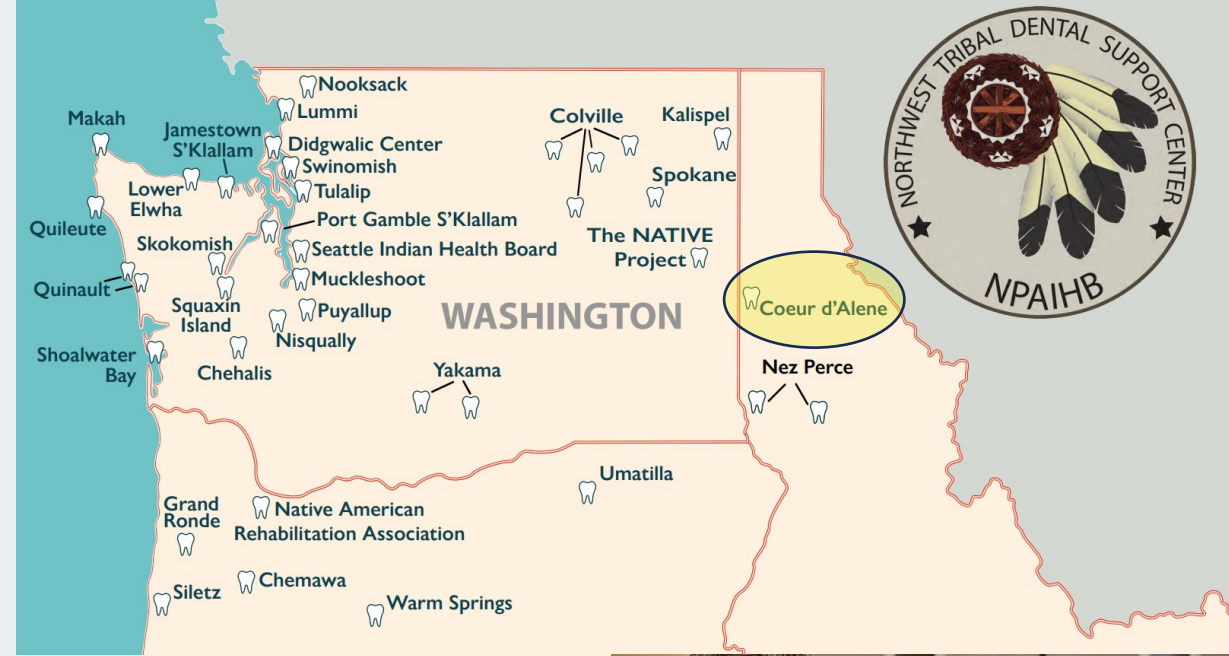 NORTHWEST TRIBAL DENTAL SUPPORT CENTER
NPAIHB
Nooksack
Lummi
Makah
Jamestown
S'Klallam
Didgwalic Center
Swinomish
Lower
Elwha
Tulalip
Quileute
Port Gamble S'Klallam
Skokomish
Seattle Indian Health Board
Quinault
Muckleshoot
Squaxin
Island
Puyallup
Nisqually
Shoalwater
Bay
Chehalis
Colville
Kalispel
Spokane
The NATIVE
Project
WASHINGTON
Coeur d'Alene
Yakama
Nez Perce
Umatilla
Grand
Ronde
Native American
Rehabilitation Association
Siletz
Chemawa
Warm Springs